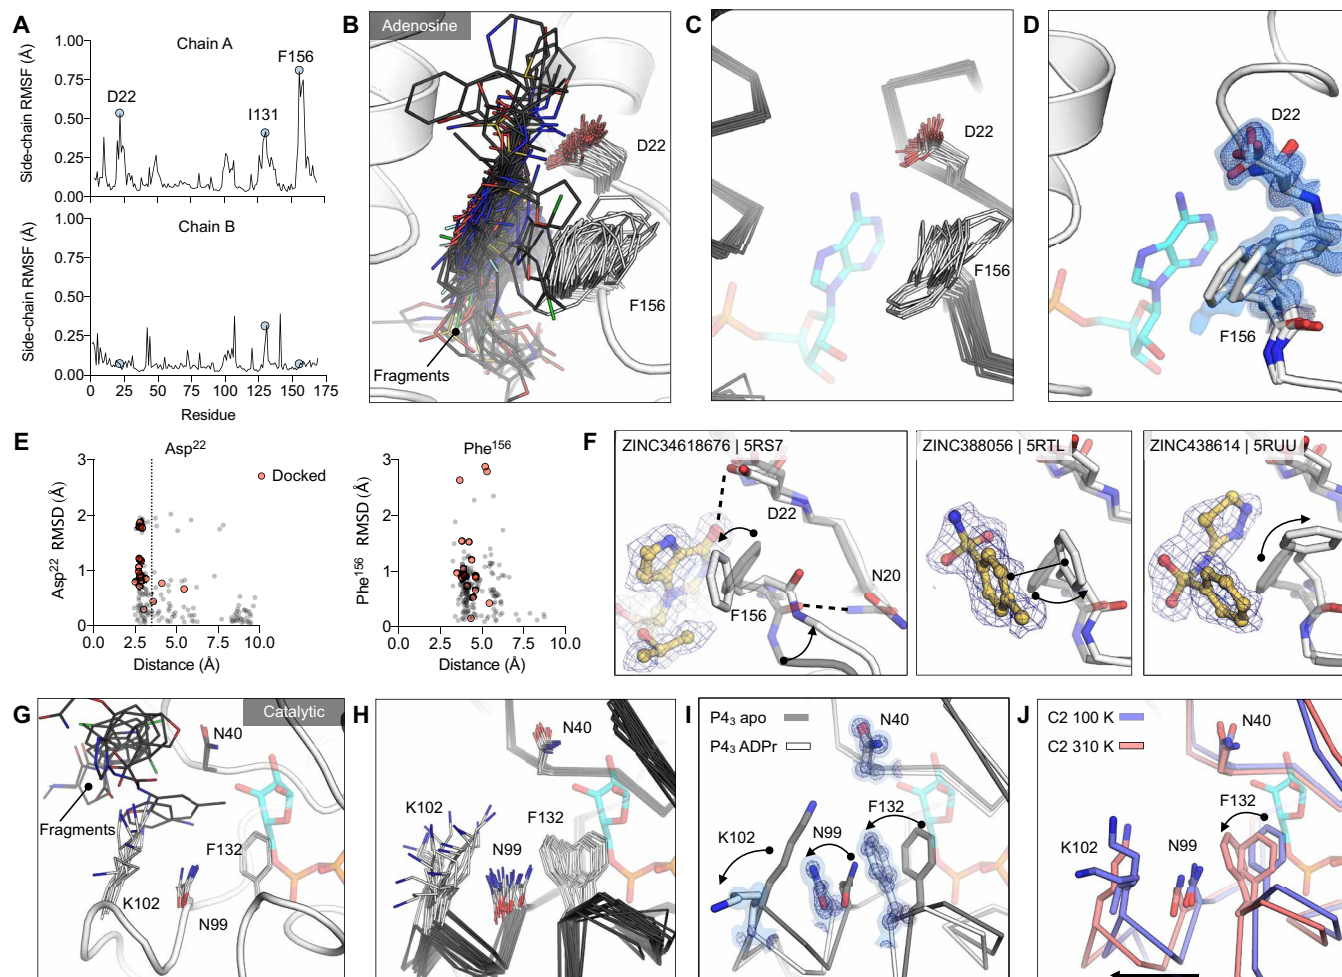 A
Chain A
Side-chain RMSF (Å)
1.00
0.75
0.50
0.25
0.00
D22
I131
F156
Chain B
Side-chain RMSF (Å)
1.00
0.75
0.50
0.25
0.00
0 25 50 75 100 125 150 175
Residue
B
Adenosine
D22
F156
Fragments
C
D22
F156
D
D22
F156
E
Asp22
Docked
Asp22 RMSD (Å)
3
2
1
0
0.0 2.5 5.0 7.5 10.0
Distance (Å)
Phe156
Phe156 RMSD (Å)
3
2
1
0
0.0 2.5 5.0 7.5 10.0
Distance (Å)
F
ZINC34618676 | 5RS7
D22
N20
F156
ZINC388056 | 5RTL
ZINC438614 | 5RUU
G
Catalytic
N40
Fragments
F132
K102
N99
H
N40
K102
F132
N99
I
P43 apo
P43 ADPr
N40
F132
K102
N99
J
C2 100 K
C2 310 K
N40
F132
K102
N99